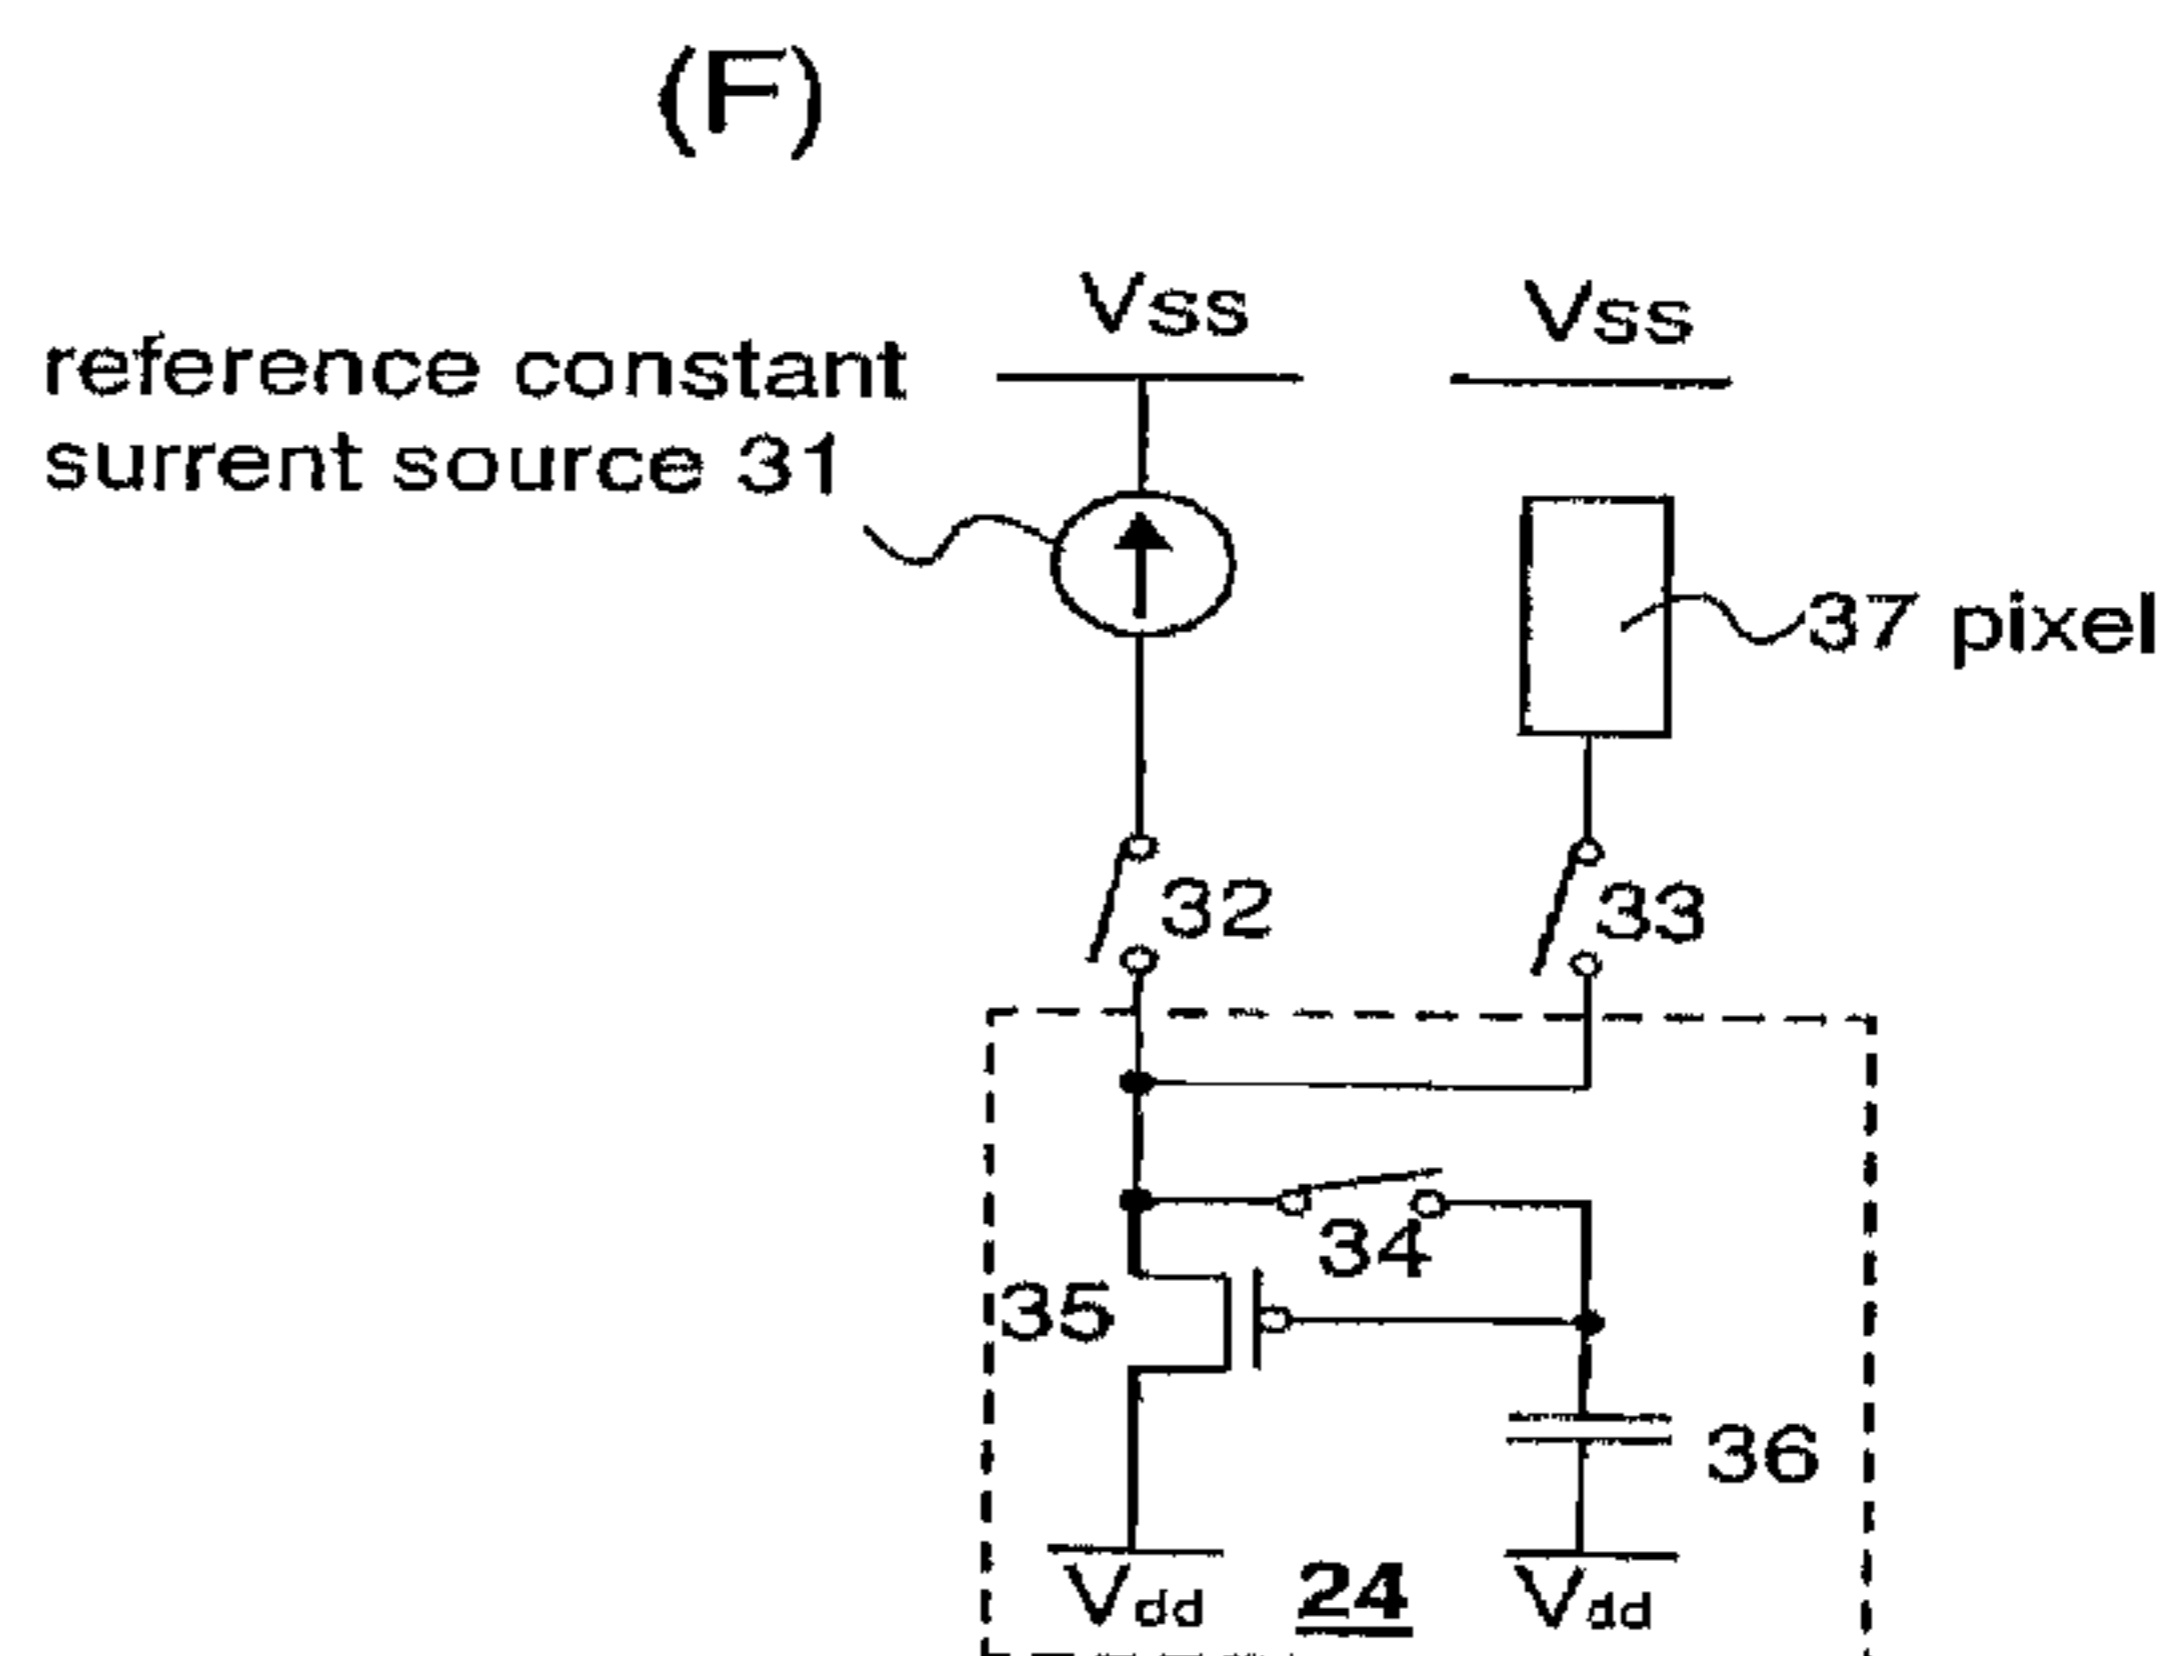 (F)
Vss
Vss
reference constant
surrent source 31
37 pixel
32
33
34
35
36
Vdd
24
Vdd